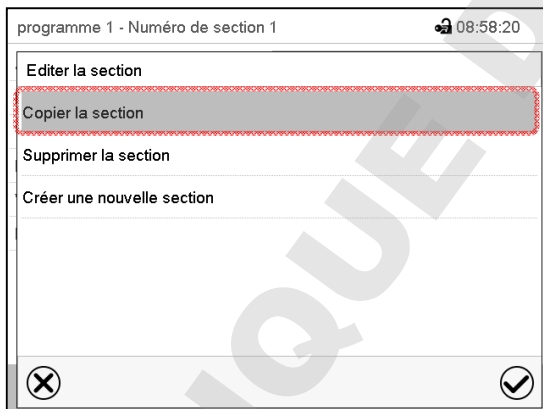 programme 1 - Numéro de section 1 08:58:20
Editer la section
Copier la section
Supprimer la section
Créer une nouvelle section